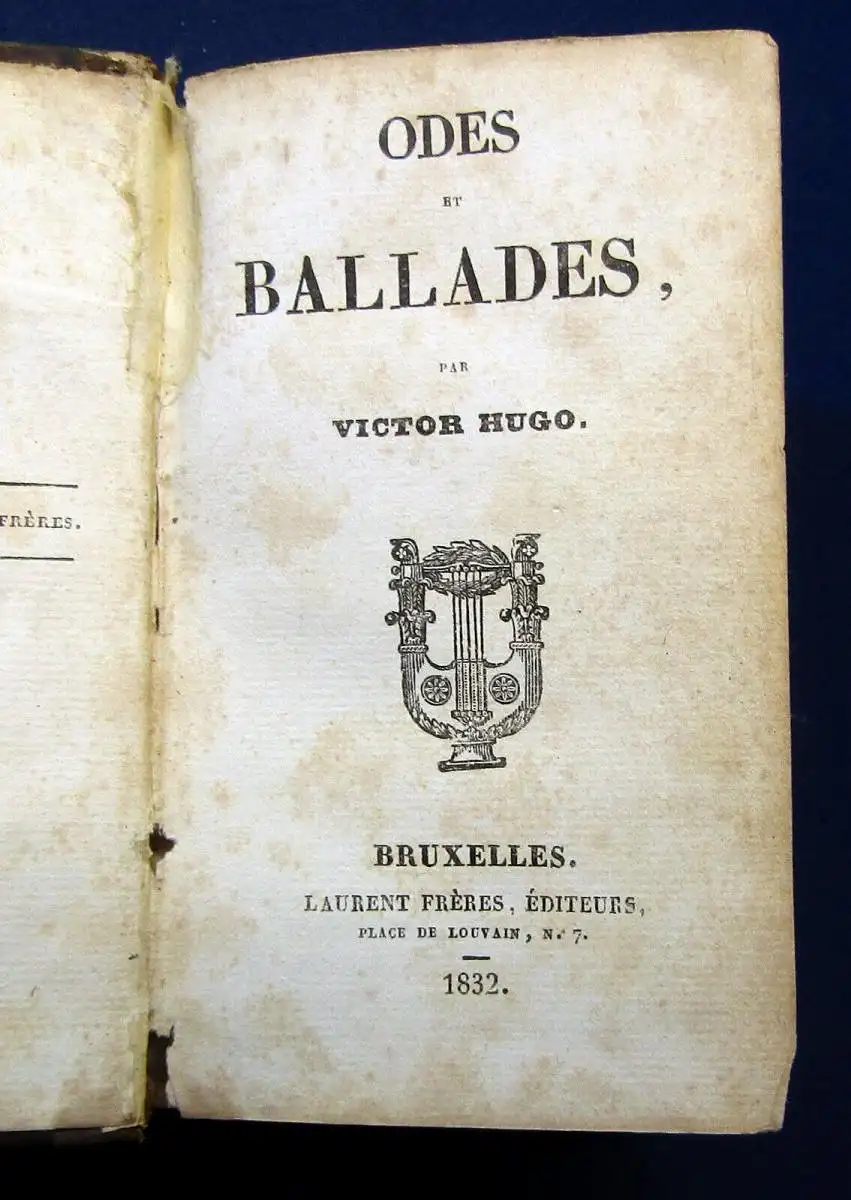 FRÈRES.
ODES
ET
BALLADES,
PAR
VICTOR HUGO.
BRUXELLES.
LAURENT FRÈRES, ÉDITEURS,
PLACE DE LOUVAIN, N.º 7.
1832.